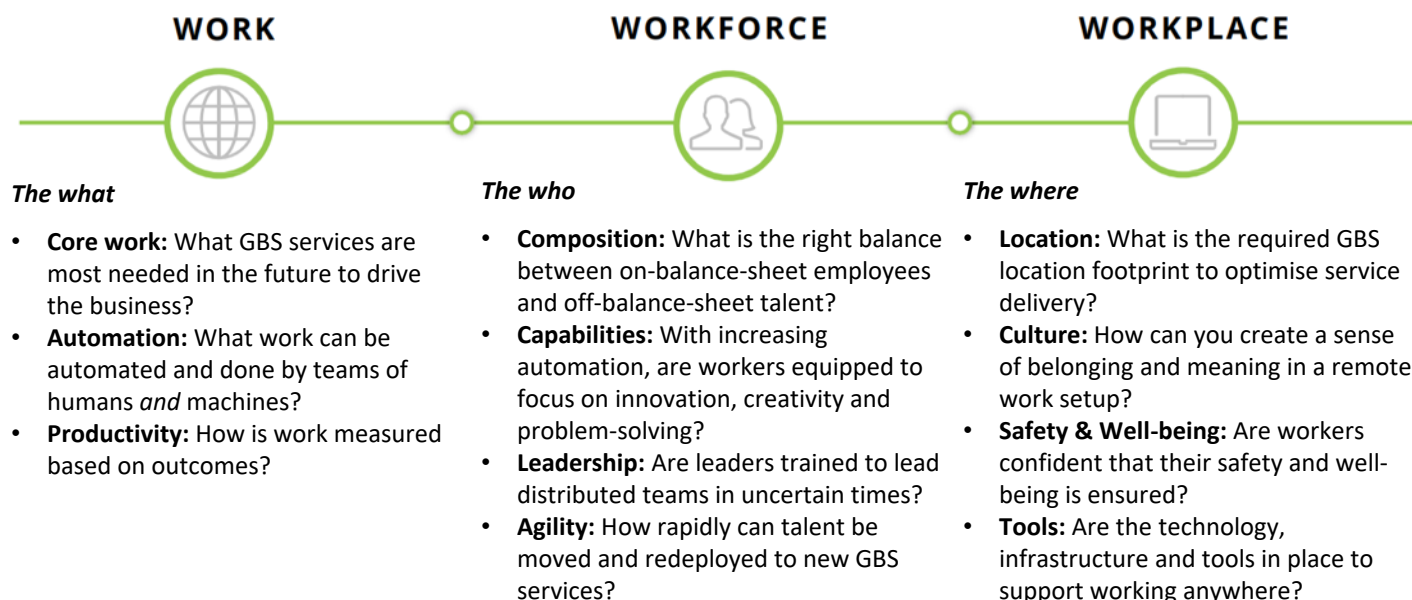 WORK
WORKFORCE
WORKPLACE
The what
• Core work: What GBS services are
most needed in the future to drive
the business?
• Automation: What work can be
automated and done by teams of
humans and machines?
• Productivity: How is work measured
based on outcomes?
The who
• Composition: What is the right balance
between on-balance-sheet employees
and off-balance-sheet talent?
• Capabilities: With increasing
automation, are workers equipped to
focus on innovation, creativity and
problem-solving?
• Leadership: Are leaders trained to lead
distributed teams in uncertain times?
• Agility: How rapidly can talent be
moved and redeployed to new GBS
services?
The where
• Location: What is the required GBS
location footprint to optimise service
delivery?
• Culture: How can you create a sense
of belonging and meaning in a remote
work setup?
• Safety & Well-being: Are workers
confident that their safety and well-
being is ensured?
• Tools: Are the technology,
infrastructure and tools in place to
support working anywhere?